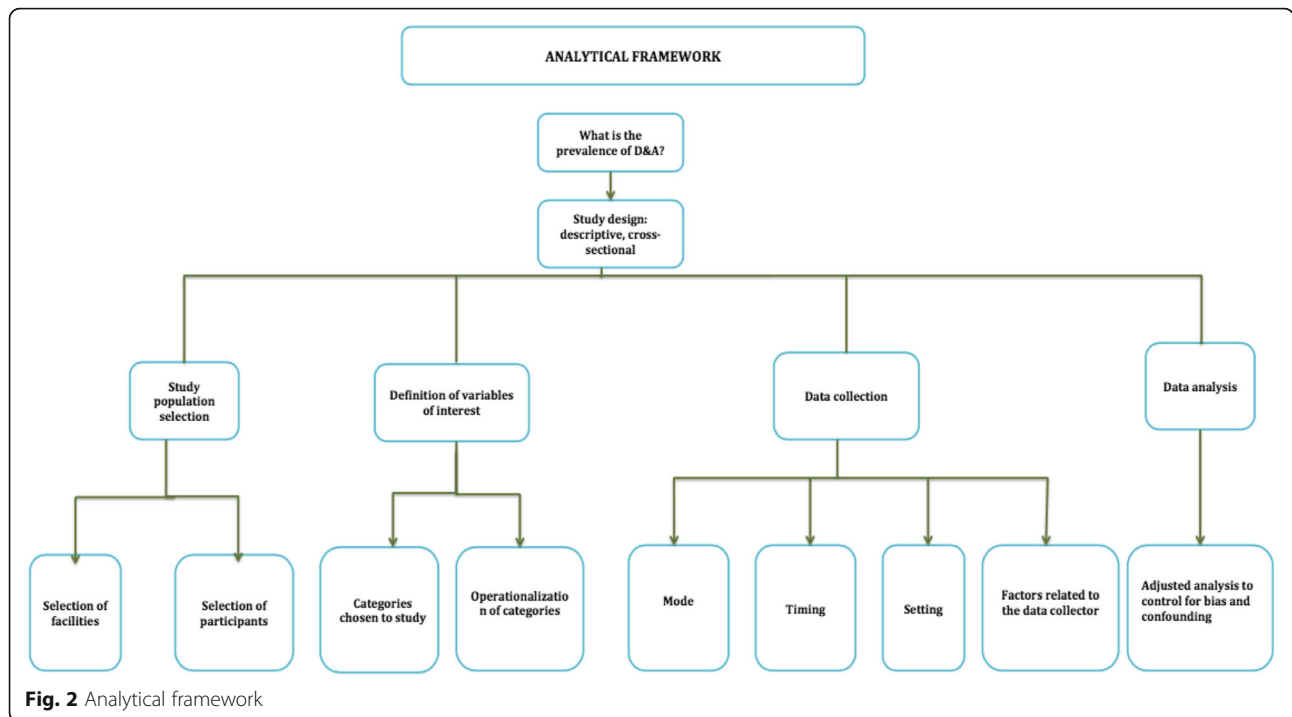 ANALYTICAL FRAMEWORK
What is the
prevalence of D&A?
Study design:
descriptive, cross-
sectional
Study
population
selection
Definition of variables
of interest
Data collection
Data analysis
Selection of
facilities
Selection of
participants
Categories
chosen to study
Operationalizatio
n of categories
Mode
Timing
Setting
Factors related to
the data collector
Adjusted analysis to
control for bias and
confounding
Fig. 2 Analytical framework